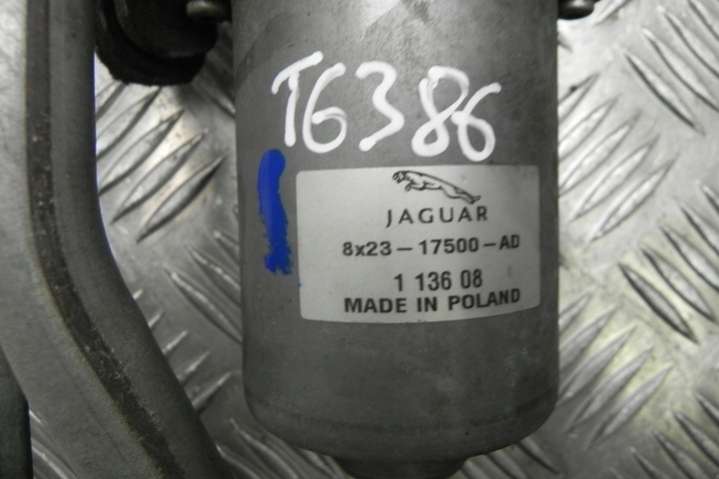 T6386
JAGUAR
8x23-17500-AD
1 136 08
MADE IN POLAND